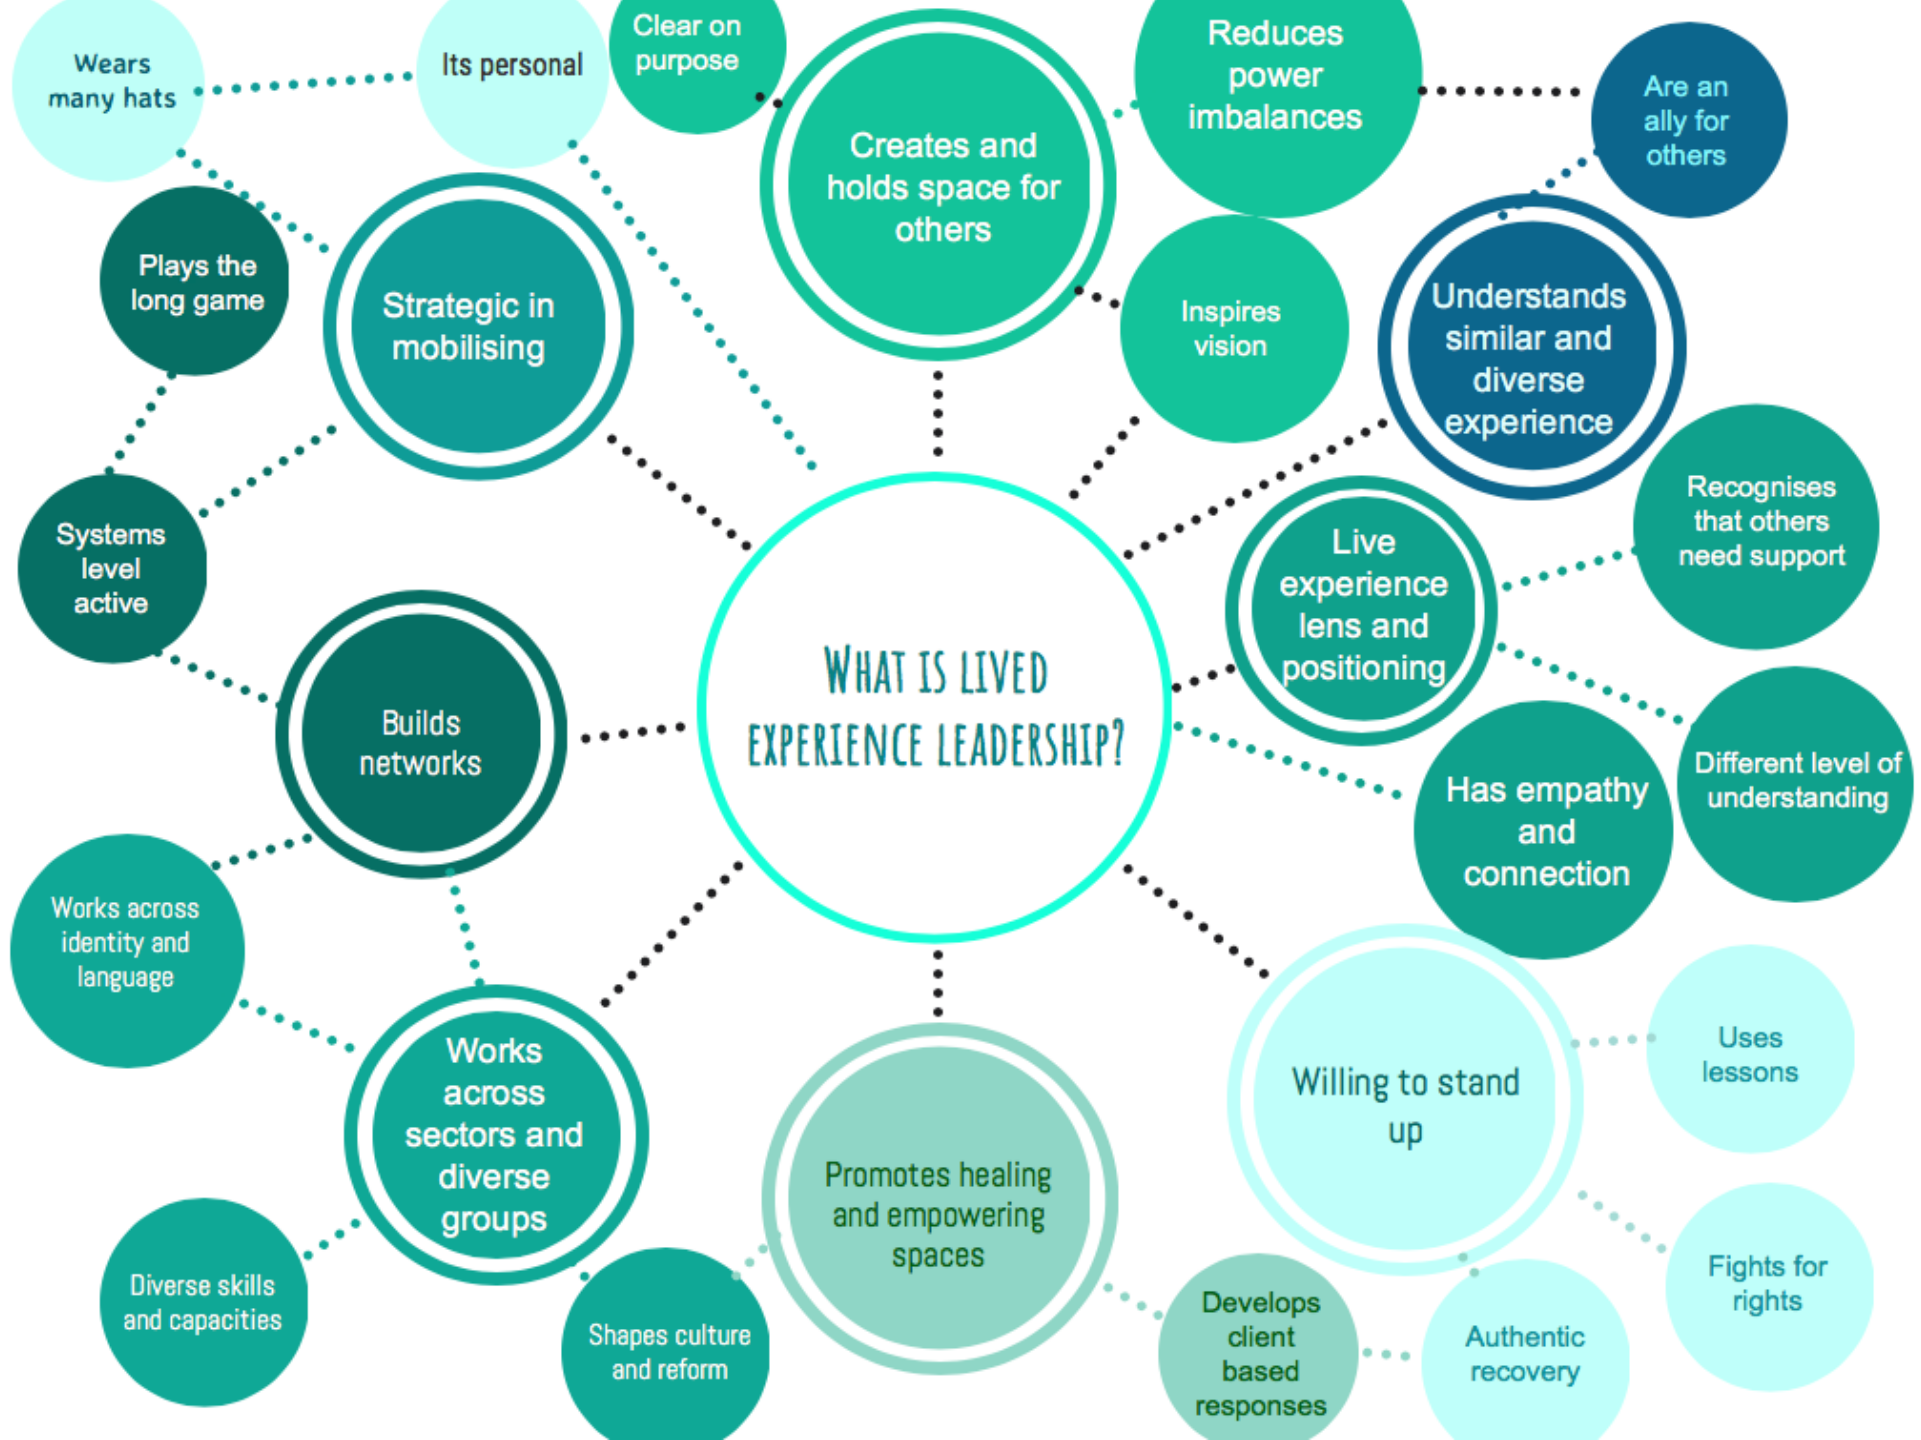 Wears
many hats
Its personal
Clear on
purpose
Creates and
holds space for
others
Reduces
power
imbalances
Are an
ally for
others
Plays the
long game
Strategic in
mobilising
Inspires
vision
Understands
similar and
diverse
experience
Systems
level
active
Live
experience
lens and
positioning
Recognises
that others
need support
Builds
networks
WHAT IS LIVED
EXPERIENCE LEADERSHIP?
Has empathy
and
connection
Different level of
understanding
Works across
identity and
language
Works
across
sectors and
diverse
groups
Promotes healing
and empowering
spaces
Willing to stand
up
Uses
lessons
Diverse skills
and capacities
Shapes culture
and reform
Develops
client
based
responses
Authentic
recovery
Fights for
rights